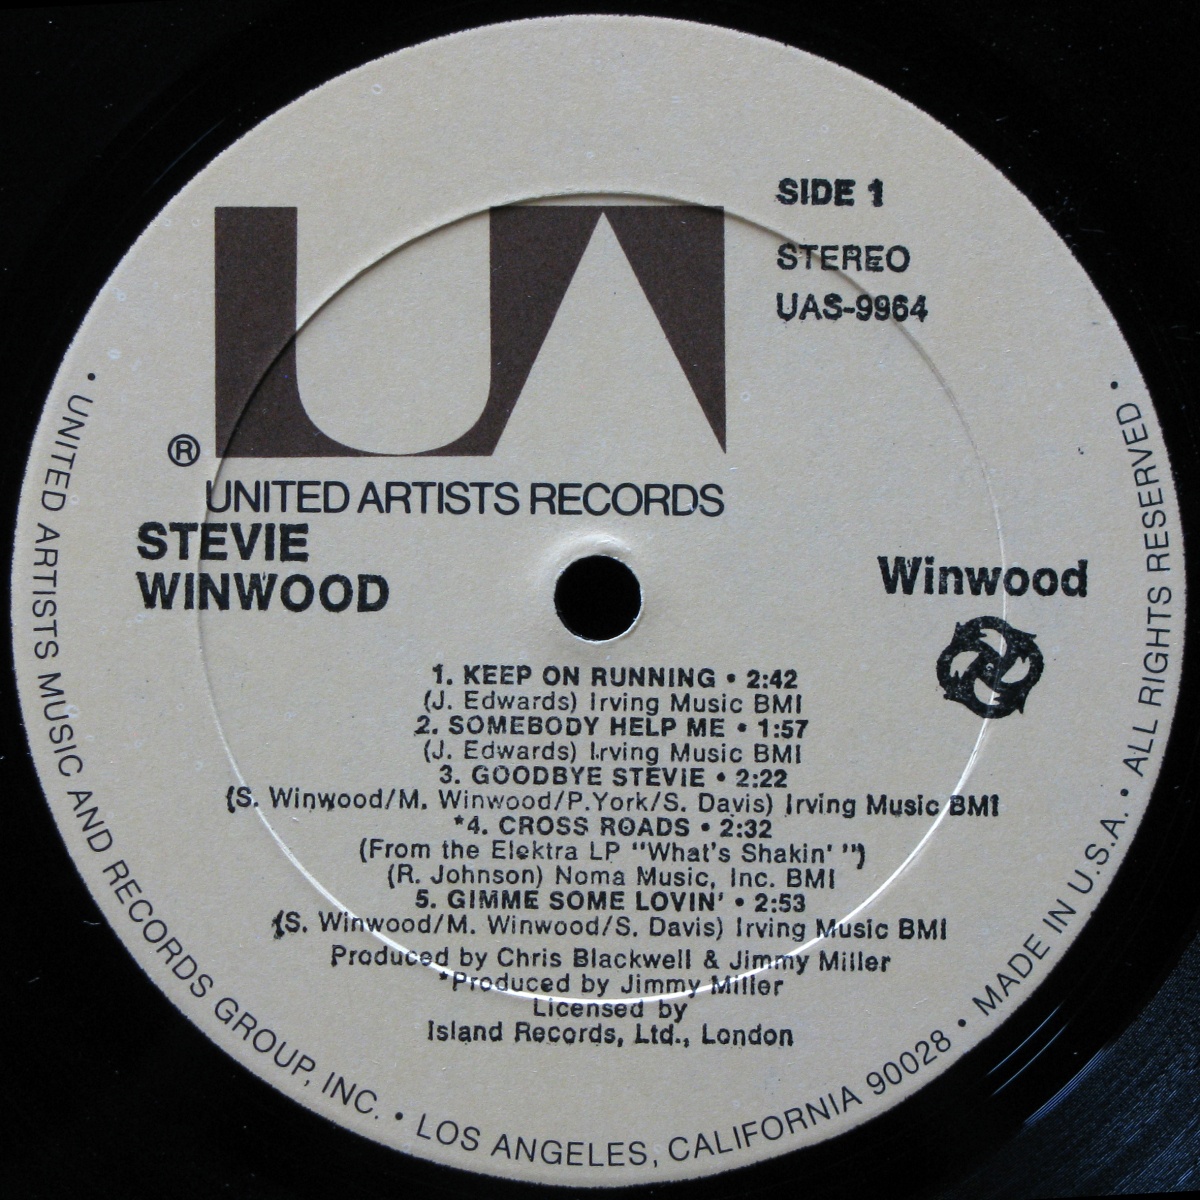 SIDE 1
STEREO
UAS-9964
UA
®
UNITED ARTISTS RECORDS
STEVIE
WINWOOD
Winwood
1. KEEP ON RUNNING • 2:42
(J. Edwards) Irving Music BMI
2. SOMEBODY HELP ME • 1:57
(J. Edwards) Irving Music BMI
3. GOODBYE STEVIE • 2:22
(S. Winwood/M. Winwood/P.York/S. Davis) Irving Music BMI
*4. CROSS ROADS • 2:32
(From the Elektra LP "What's Shakin' ")
(R. Johnson) Noma Music, Inc. BMI
5. GIMME SOME LOVIN' • 2:53
(S. Winwood/M. Winwood/S. Davis) Irving Music BMI
Produced by Chris Blackwell & Jimmy Miller
*Produced by Jimmy Miller
Licensed by
Island Records, Ltd., London
• UNITED ARTISTS MUSIC AND RECORDS GROUP, INC. • LOS ANGELES, CALIFORNIA 90028 • MADE IN U.S.A. • ALL RIGHTS RESERVED •